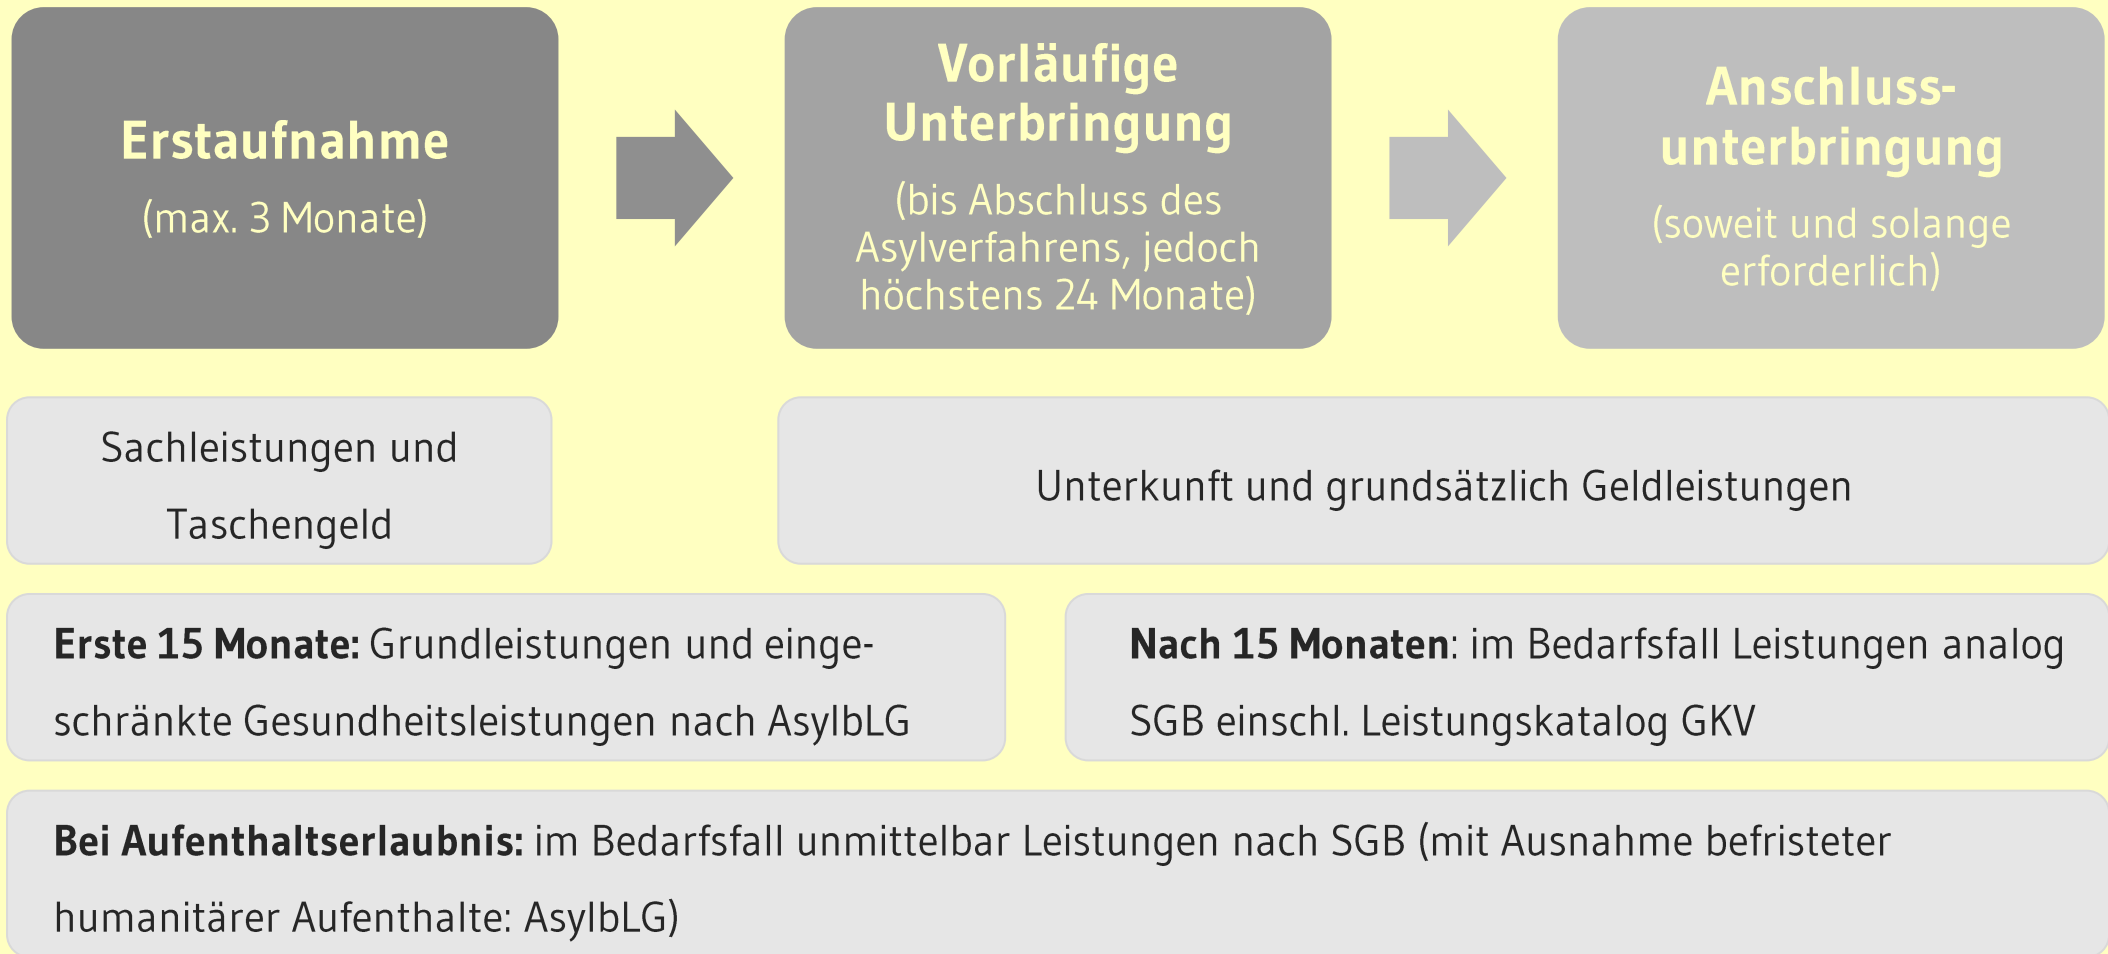 Erstaufnahme
(max. 3 Monate)
Vorläufige
Unterbringung
(bis Abschluss des
Asylverfahrens, jedoch
höchstens 24 Monate)
Anschluss-
unterbringung
(soweit und solange
erforderlich)
Sachleistungen und
Taschengeld
Unterkunft und grundsätzlich Geldleistungen
Erste 15 Monate: Grundleistungen und einge-
schränkte Gesundheitsleistungen nach AsylbLG
Nach 15 Monaten: im Bedarfsfall Leistungen analog
SGB einschl. Leistungskatalog GKV
Bei Aufenthaltserlaubnis: im Bedarfsfall unmittelbar Leistungen nach SGB (mit Ausnahme befristeter
humanitärer Aufenthalte: AsylbLG)